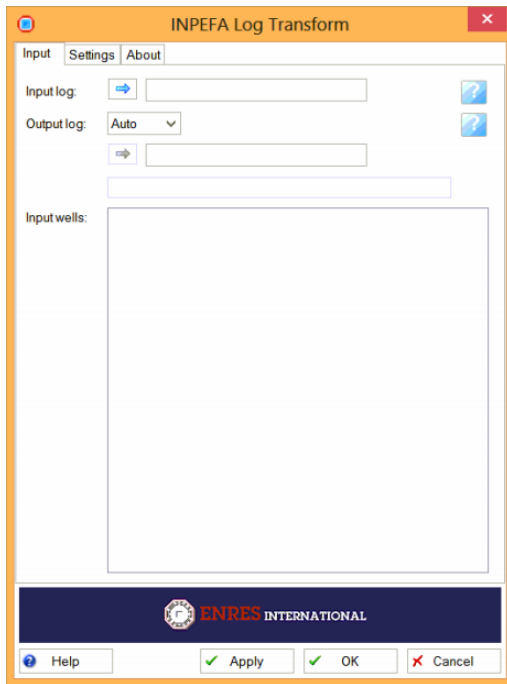 INPEFA Log Transform
Input Settings About
Input log:
Output log: Auto
Input wells:
ENRES INTERNATIONAL
Help Apply OK Cancel